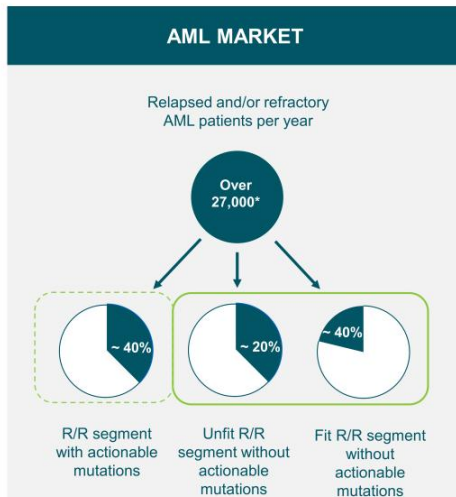 AML MARKET
Relapsed and/or refractory
AML patients per year
Over
27,000*
~ 40%
~ 20%
~ 40%
R/R segment
with actionable
mutations
Unfit R/R
segment without
actionable
mutations
Fit R/R segment
without
actionable
mutations